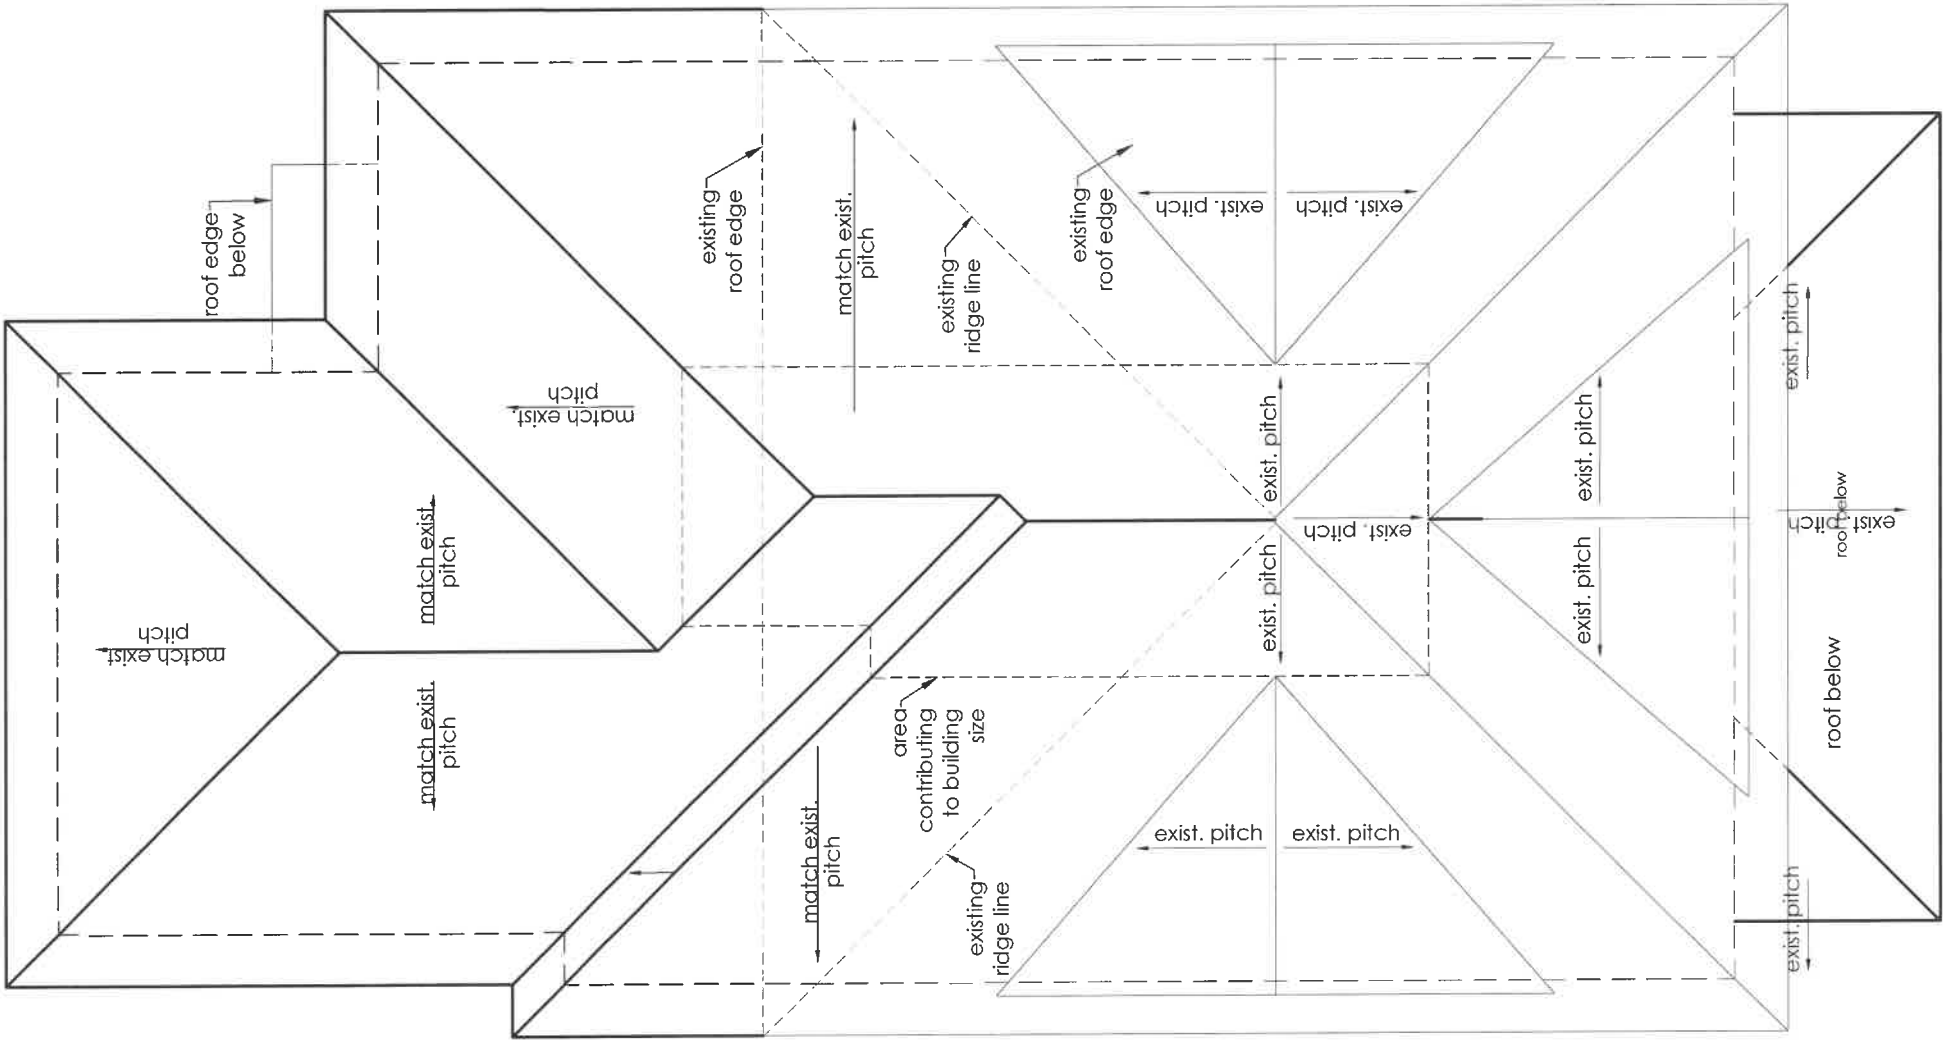 roof edge
below
existing
roof edge
match exist.
pitch
existing
ridge line
existing
roof edge
exist. pitch
exist. pitch
match exist.
pitch
match exist.
pitch
match exist.
pitch
match exist.
pitch
exist. pitch
exist. pitch
exist. pitch
exist. pitch
exist. pitch
exist. pitch
roof below
exist. pitch
roof below
area
contributing
to building
size
match exist.
pitch
existing
ridge line
exist. pitch
exist. pitch
exist. pitch